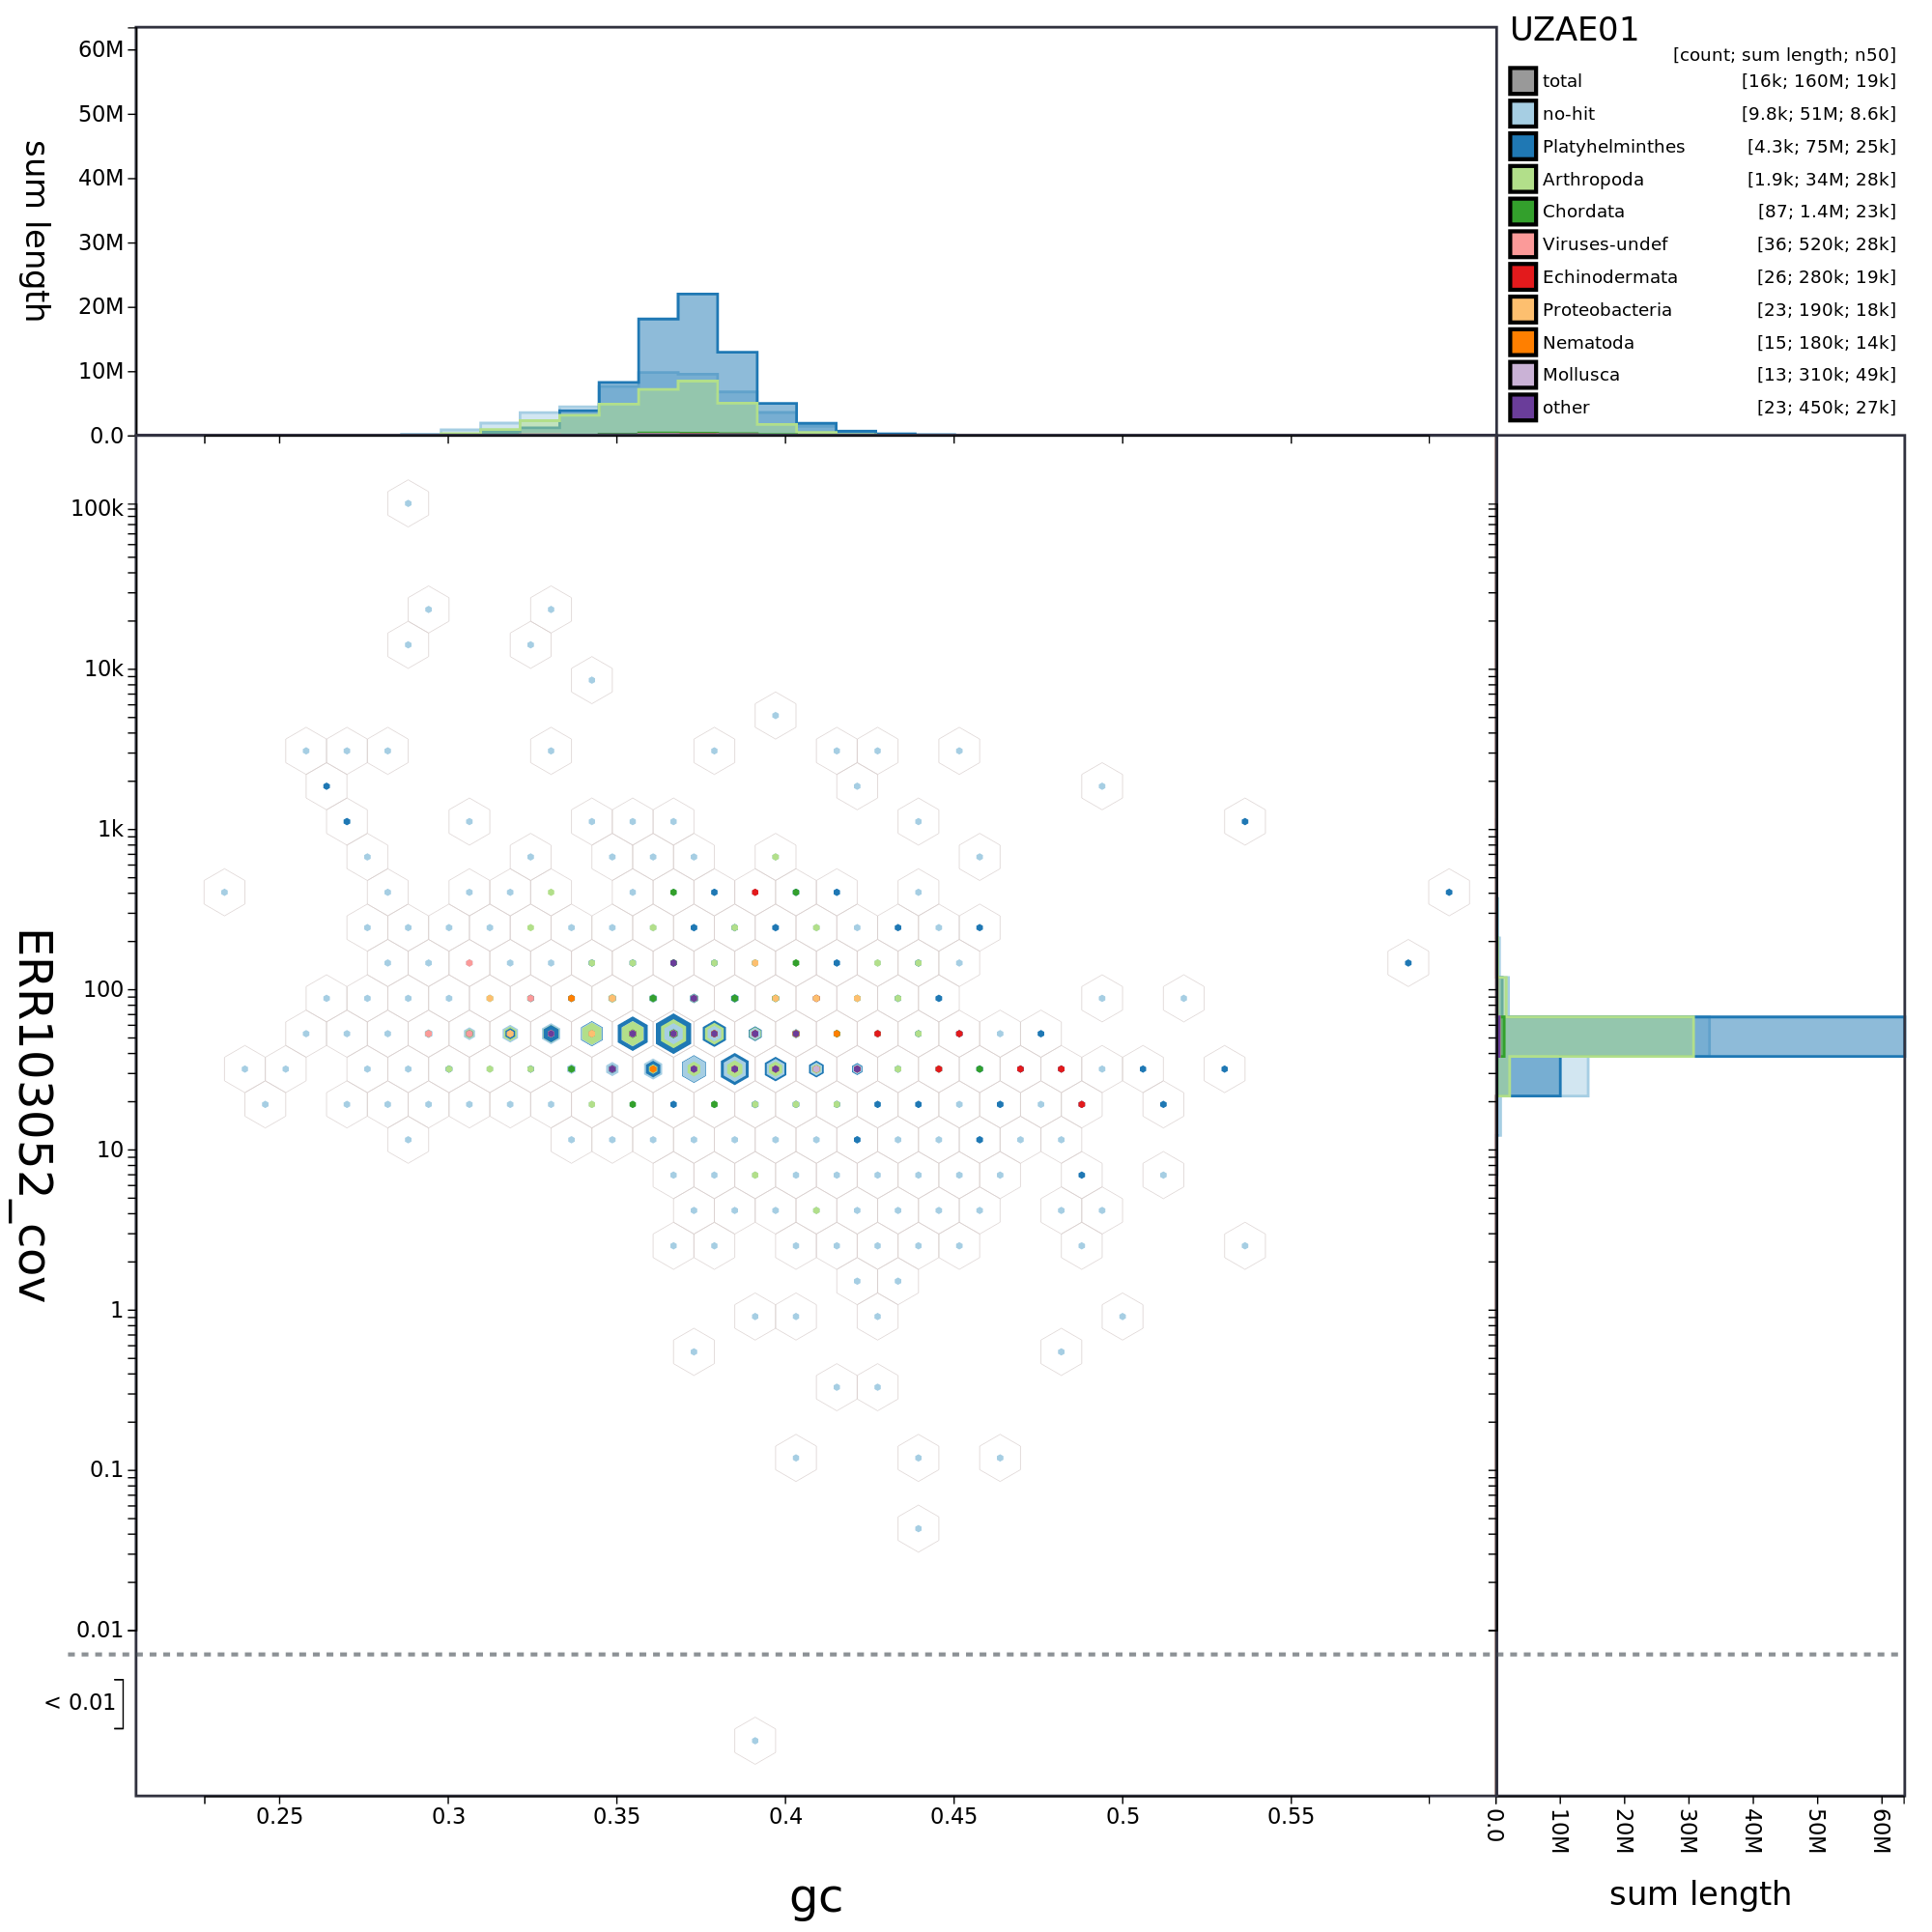 UZAE01
[count; sum length; n50]
total [16k; 160M; 19k]
no-hit [9.8k; 51M; 8.6k]
Platyhelminthes [4.3k; 75M; 25k]
Arthropoda [1.9k; 34M; 28k]
Chordata [87; 1.4M; 23k]
Viruses-undef [36; 520k; 28k]
Echinodermata [26; 280k; 19k]
Proteobacteria [23; 190k; 18k]
Nematoda [15; 180k; 14k]
Mollusca [13; 310k; 49k]
other [23; 450k; 27k]
sum length
60M
50M
40M
30M
20M
10M
0.0
ERR103052_cov
100k
10k
1k
100
10
1
0.1
0.01
< 0.01
0.25 0.3 0.35 0.4 0.45 0.5 0.55
gc
0.0 10M 20M 30M 40M 50M 60M
sum length